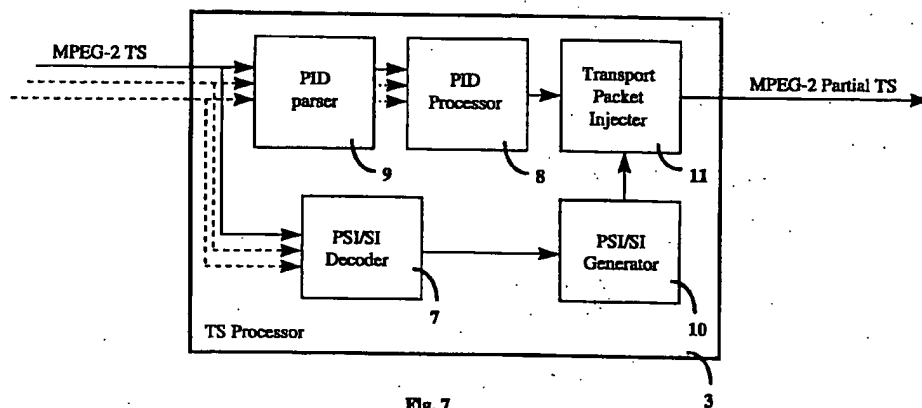 MPEG-2 TS
PID
parser
9
PID
Processor
8
Transport
Packet
Injecter
11
MPEG-2 Partial TS
PSI/SI
Decoder
7
PSI/SI
Generator
10
TS Processor
3
Fig. 7